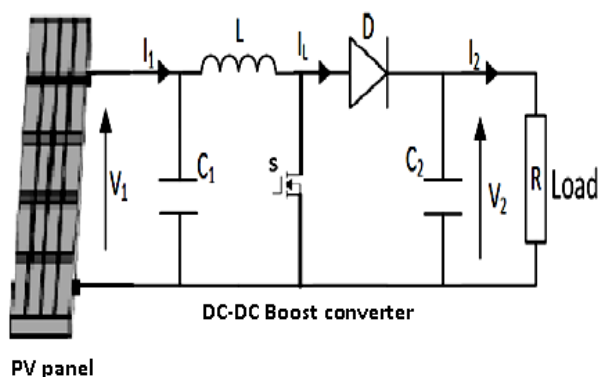 I1
L
IL
D
I2
V1
C1
S
C2
V2
R
Load
DC-DC Boost converter
PV panel